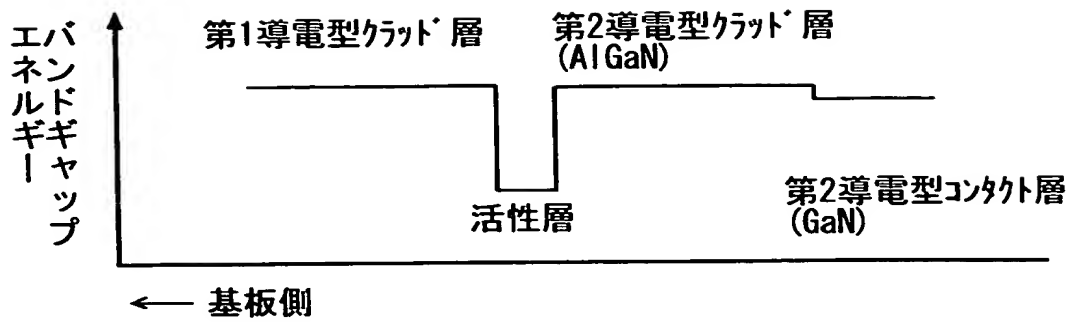 バンドギャップ
エネルギー
第1導電型クラッド層
第2導電型クラッド層
(AlGaN)
活性層
第2導電型コンタクト層
(GaN)
← 基板側